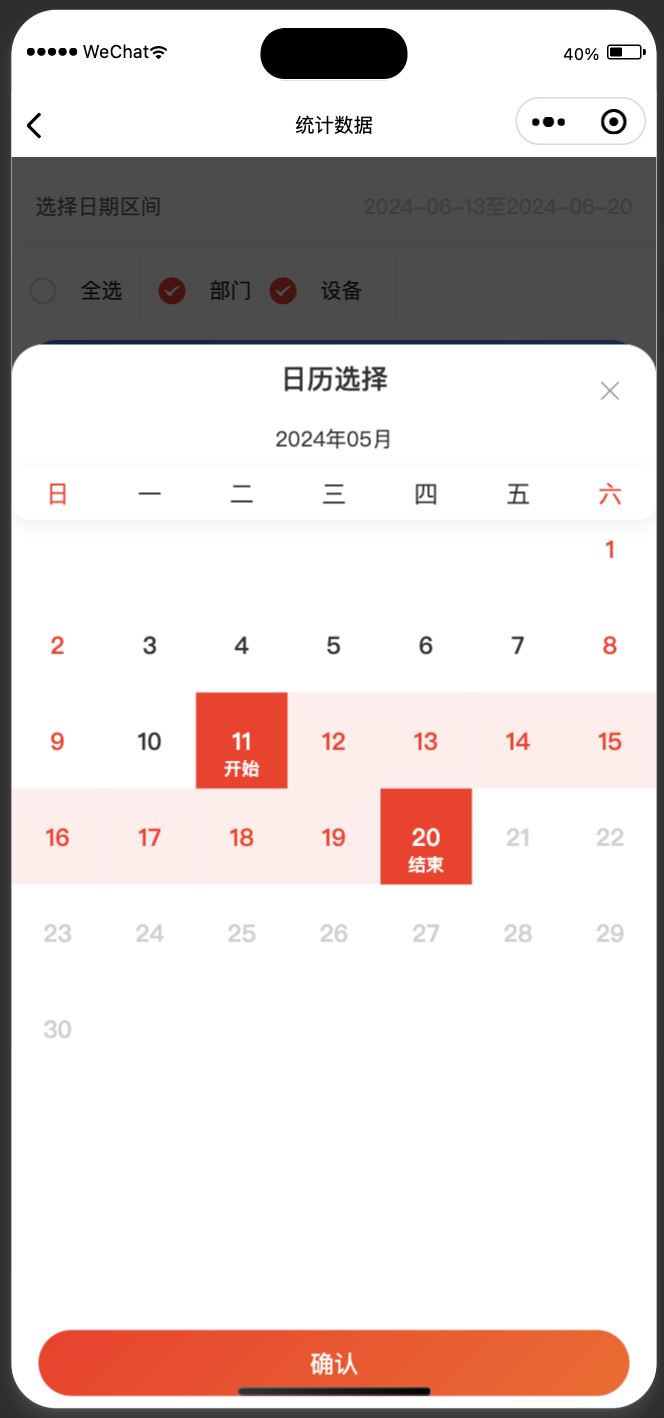 WeChat 40%
统计数据
选择日期区间 2024-06-13至2024-06-20
全选 部门 设备
日历选择
2024年05月
日 一 二 三 四 五 六
1
2 3 4 5 6 7 8
9 10 11 12 13 14 15
开始
16 17 18 19 20 21 22
结束
23 24 25 26 27 28 29
30
确认